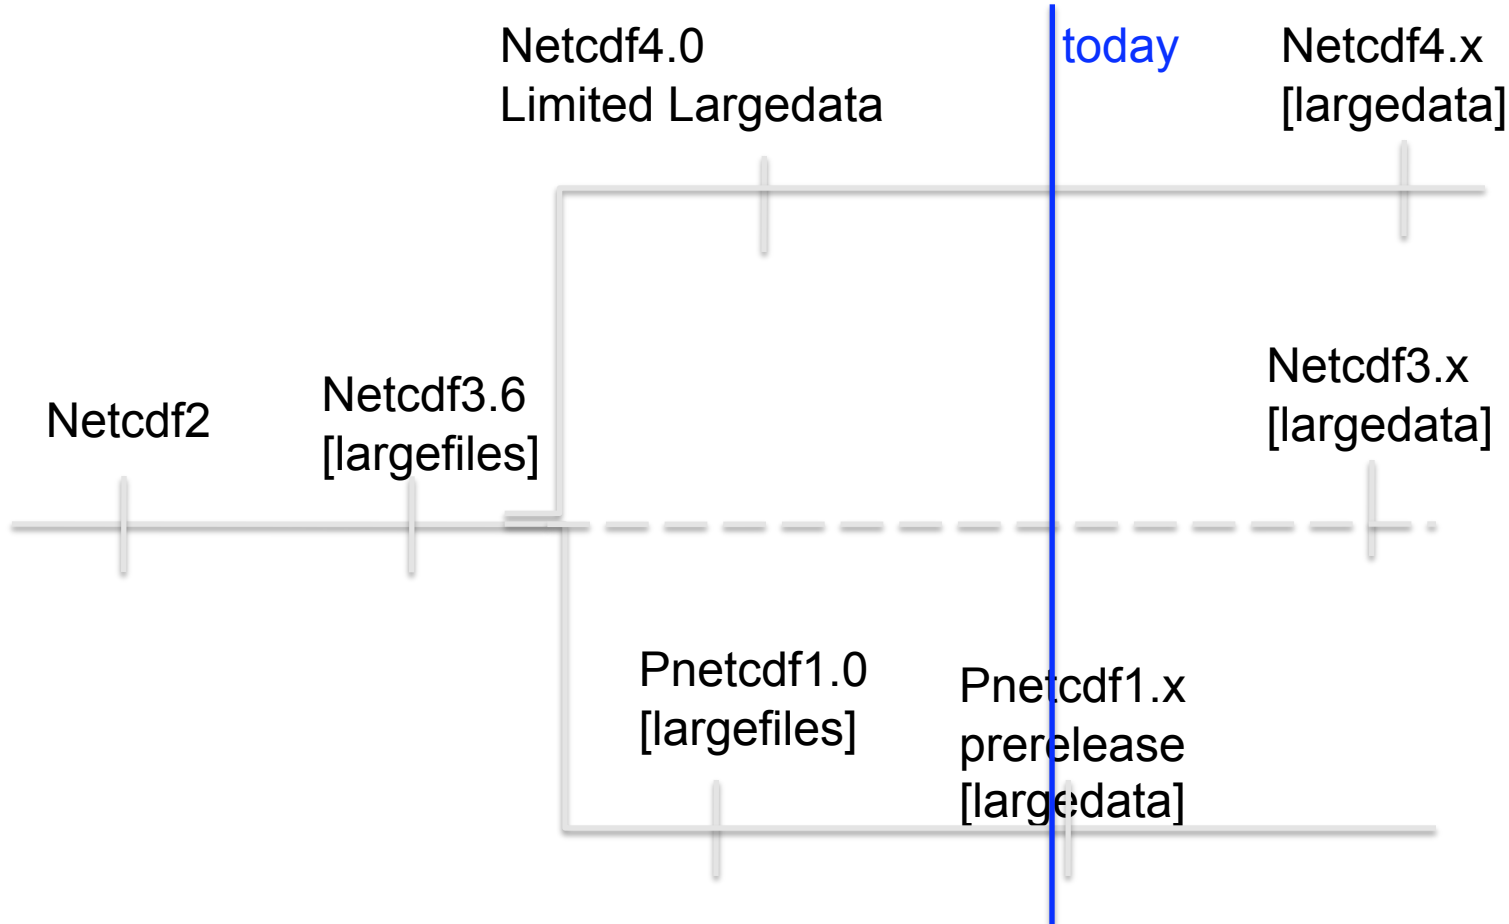 Netcdf4.0
Limited Largedata
today
Netcdf4.x
[largedata]
Netcdf2
Netcdf3.6
[largefiles]
Netcdf3.x
[largedata]
Pnetcdf1.0
[largefiles]
Pnetcdf1.x
prerelease
[largedata]